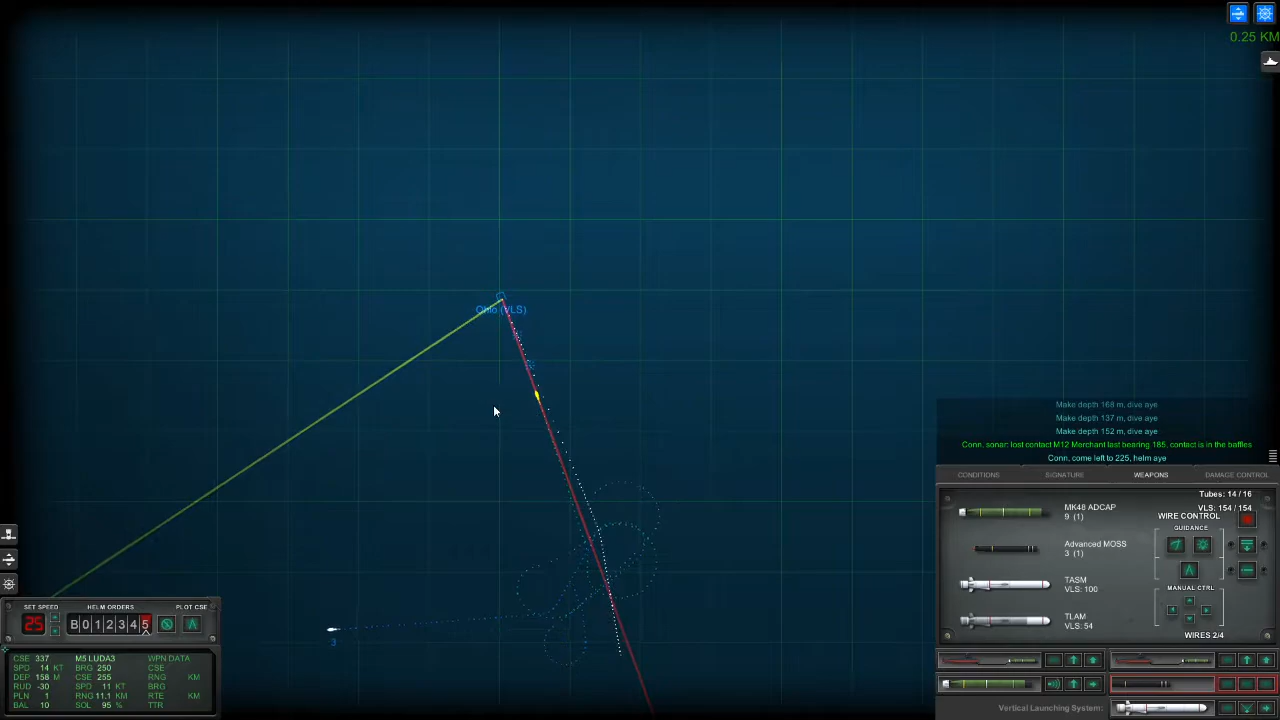 0.25 KM
Ohio (VLS)
3
Make depth 168 m, dive aye
Make depth 137 m, dive aye
Make depth 152 m, dive aye
Conn, sonar: lost contact M12 Merchant last bearing 185, contact is in the baffles
Conn, come left to 225, helm aye
CONDITIONS SIGNATURE WEAPONS DAMAGE CONTROL
Tubes: 14 / 16
VLS: 154 / 154
MK48 ADCAP
9 (1)
WIRE CONTROL
GUIDANCE
Advanced MOSS
3 (1)
A
TASM
VLS: 100
MANUAL CTRL
TLAM
VLS: 54
WIRES 2/4
Vertical Launching System:
SET SPEED HELM ORDERS PLOT CSE
25 B 0 1 2 3 4 5 A
CSE 337 M5 LUDA3 WPN DATA
SPD 14 KT BRG 250 CSE
DEP 158 M CSE 255 RNG KM
RUD -30 SPD 11 KT BRG
PLN 1 RNG 11.1 KM RTE KM
BAL 10 SOL 95 % TTR